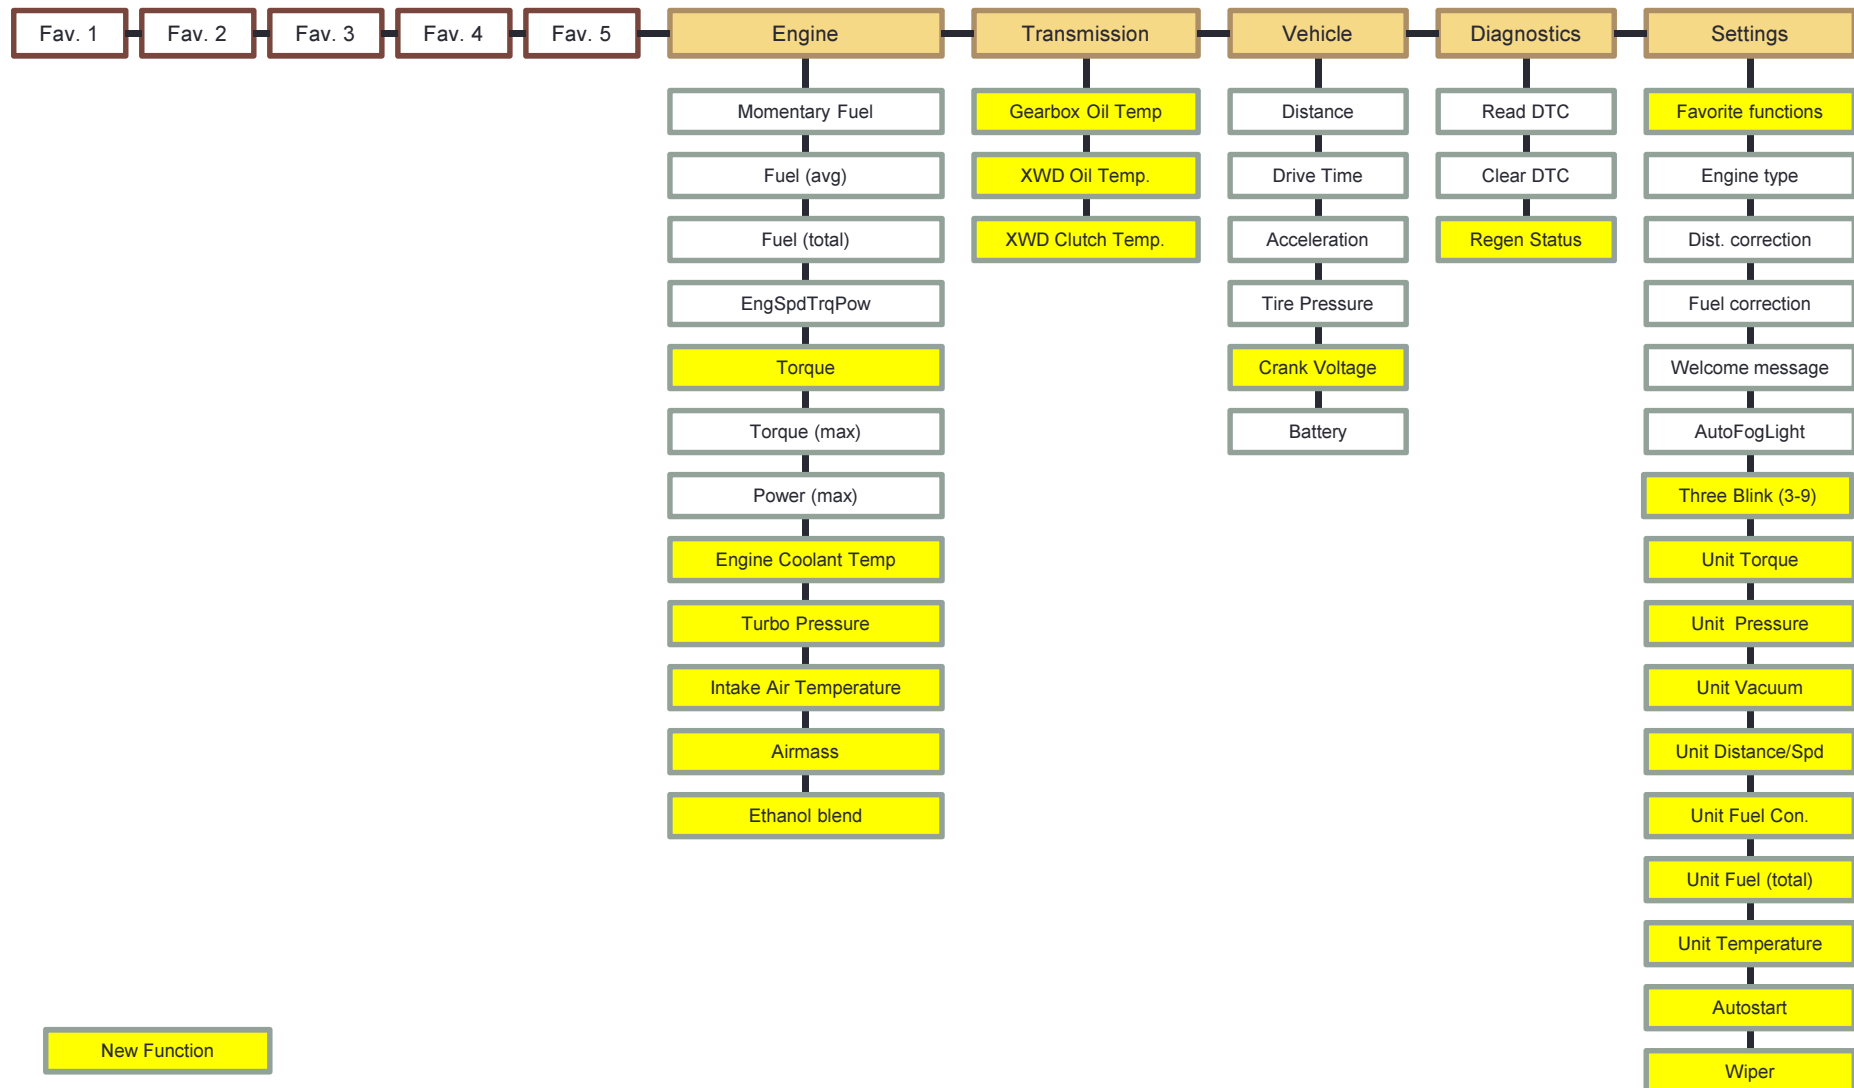 Fav. 1
Fav. 2
Fav. 3
Fav. 4
Fav. 5
Engine
Transmission
Vehicle
Diagnostics
Settings
Momentary Fuel
Fuel (avg)
Fuel (total)
EngSpdTrqPow
Torque
Torque (max)
Power (max)
Engine Coolant Temp
Turbo Pressure
Intake Air Temperature
Airmass
Ethanol blend
Gearbox Oil Temp
XWD Oil Temp.
XWD Clutch Temp.
Distance
Drive Time
Acceleration
Tire Pressure
Crank Voltage
Battery
Read DTC
Clear DTC
Regen Status
Favorite functions
Engine type
Dist. correction
Fuel correction
Welcome message
AutoFogLight
Three Blink (3-9)
Unit Torque
Unit Pressure
Unit Vacuum
Unit Distance/Spd
Unit Fuel Con.
Unit Fuel (total)
Unit Temperature
Autostart
Wiper
New Function